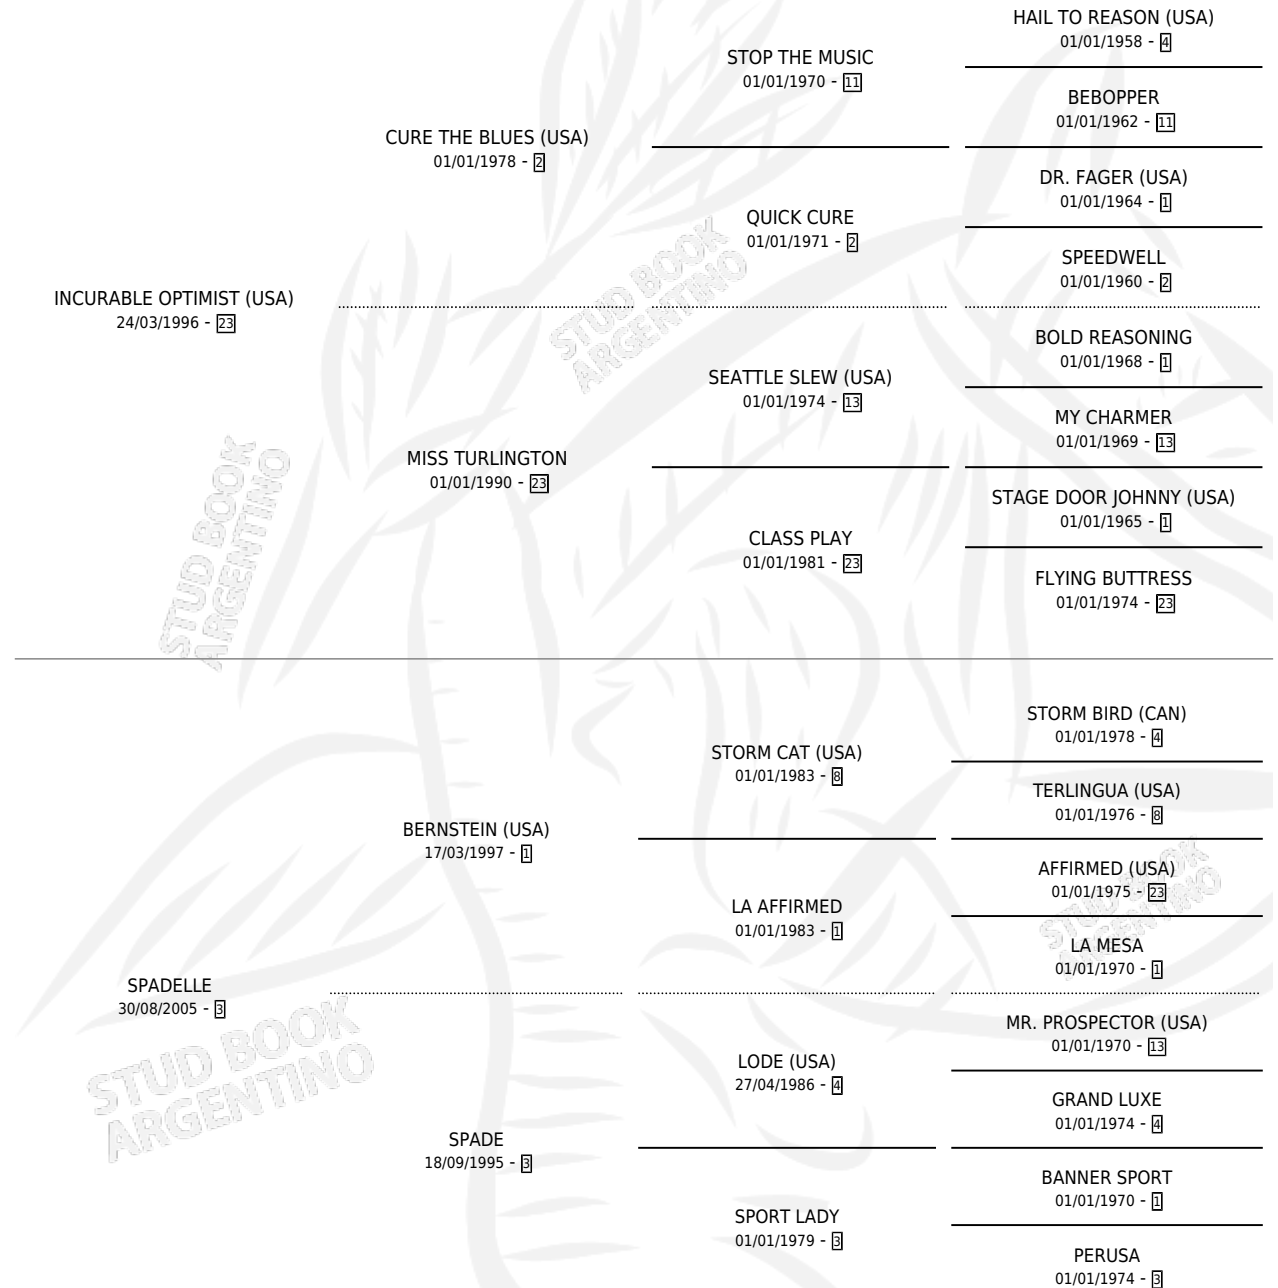 HAIL TO REASON (USA)
01/01/1958 - 4
STOP THE MUSIC
01/01/1970 - 11
BEBOPPER
01/01/1962 - 11
CURE THE BLUES (USA)
01/01/1978 - 2
DR. FAGER (USA)
01/01/1964 - 1
QUICK CURE
01/01/1971 - 2
SPEEDWELL
01/01/1960 - 2
INCURABLE OPTIMIST (USA)
24/03/1996 - 23
BOLD REASONING
01/01/1968 - 1
SEATTLE SLEW (USA)
01/01/1974 - 13
MY CHARMER
01/01/1969 - 13
MISS TURLINGTON
01/01/1990 - 23
STAGE DOOR JOHNNY (USA)
01/01/1965 - 1
CLASS PLAY
01/01/1981 - 23
FLYING BUTTRESS
01/01/1974 - 23
STUD BOOK
ARGENTINO
STUD BOOK
ARGENTINO
STORM BIRD (CAN)
01/01/1978 - 4
STORM CAT (USA)
01/01/1983 - 8
TERLINGUA (USA)
01/01/1976 - 8
BERNSTEIN (USA)
17/03/1997 - 1
AFFIRMED (USA)
01/01/1975 - 23
LA AFFIRMED
01/01/1983 - 1
LA MESA
01/01/1970 - 1
SPADELLE
30/08/2005 - 3
MR. PROSPECTOR (USA)
01/01/1970 - 13
LODE (USA)
27/04/1986 - 4
GRAND LUXE
01/01/1974 - 4
SPADE
18/09/1995 - 3
BANNER SPORT
01/01/1970 - 1
SPORT LADY
01/01/1979 - 3
PERUSA
01/01/1974 - 3
STUD BOOK
ARGENTINO
STUD BOOK
ARGENTINO